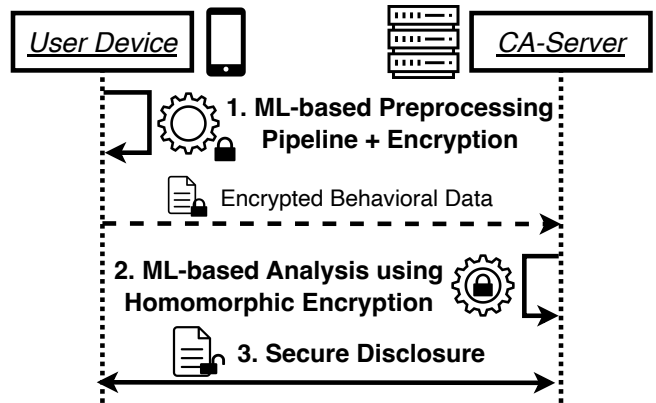 User Device
CA-Server
1. ML-based Preprocessing
Pipeline + Encryption
Encrypted Behavioral Data
2. ML-based Analysis using
Homomorphic Encryption
3. Secure Disclosure